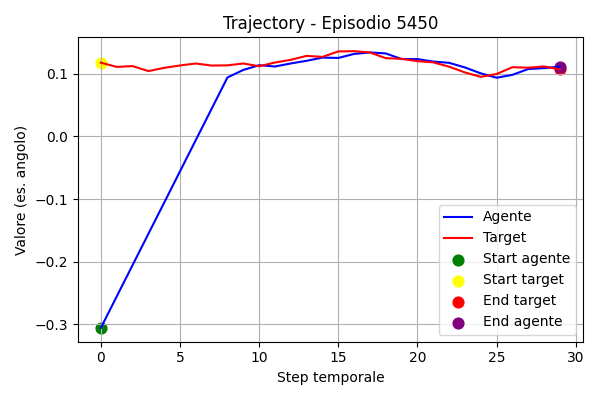 Trajectory - Episodio 5450
Valore (es. angolo)
0.1
0.0
−0.1
−0.2
−0.3
0
5
10
15
20
25
30
Step temporale
Agente
Target
Start agente
Start target
End target
End agente